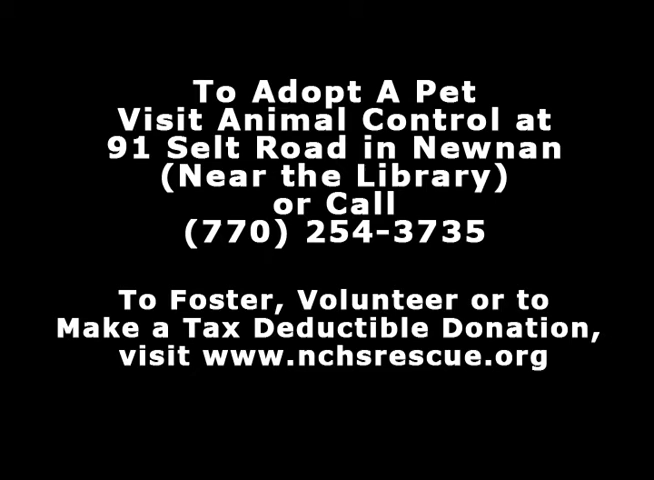 To Adopt A Pet
Visit Animal Control at
91 Selt Road in Newnan
(Near the Library)
or Call
(770) 254-3735
To Foster, Volunteer or to
Make a Tax Deductible Donation,
visit www.nchsrescue.org